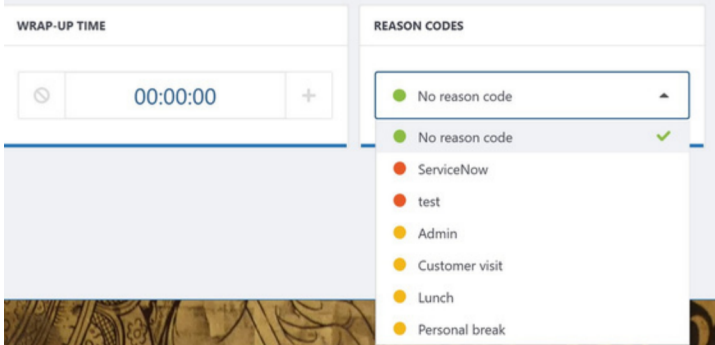 WRAP-UP TIME
REASON CODES
00:00:00
No reason code
No reason code
ServiceNow
test
Admin
Customer visit
Lunch
Personal break